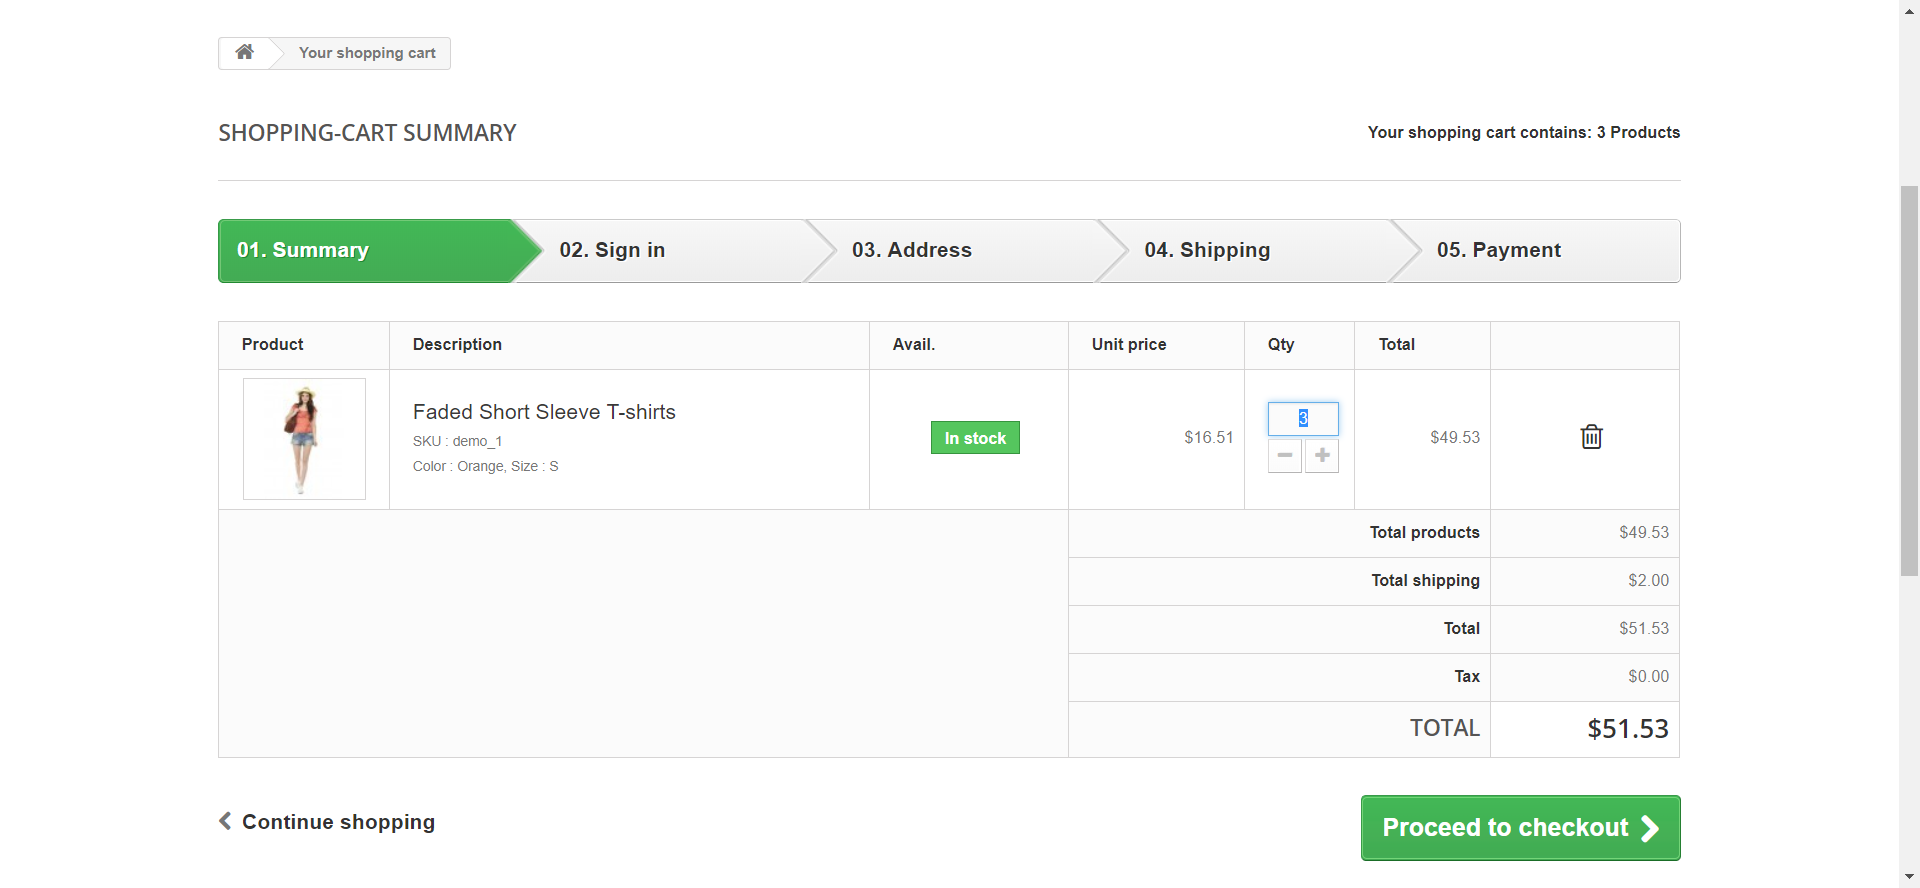 Your shopping cart
SHOPPING-CART SUMMARY
Your shopping cart contains: 3 Products
01. Summary
02. Sign in
03. Address
04. Shipping
05. Payment
Product
Description
Avail.
Unit price
Qty
Total
Faded Short Sleeve T-shirts
SKU : demo_1
Color : Orange, Size : S
In stock
$16.51
3
$49.53
Total products
$49.53
Total shipping
$2.00
Total
$51.53
Tax
$0.00
TOTAL
$51.53
Continue shopping
Proceed to checkout